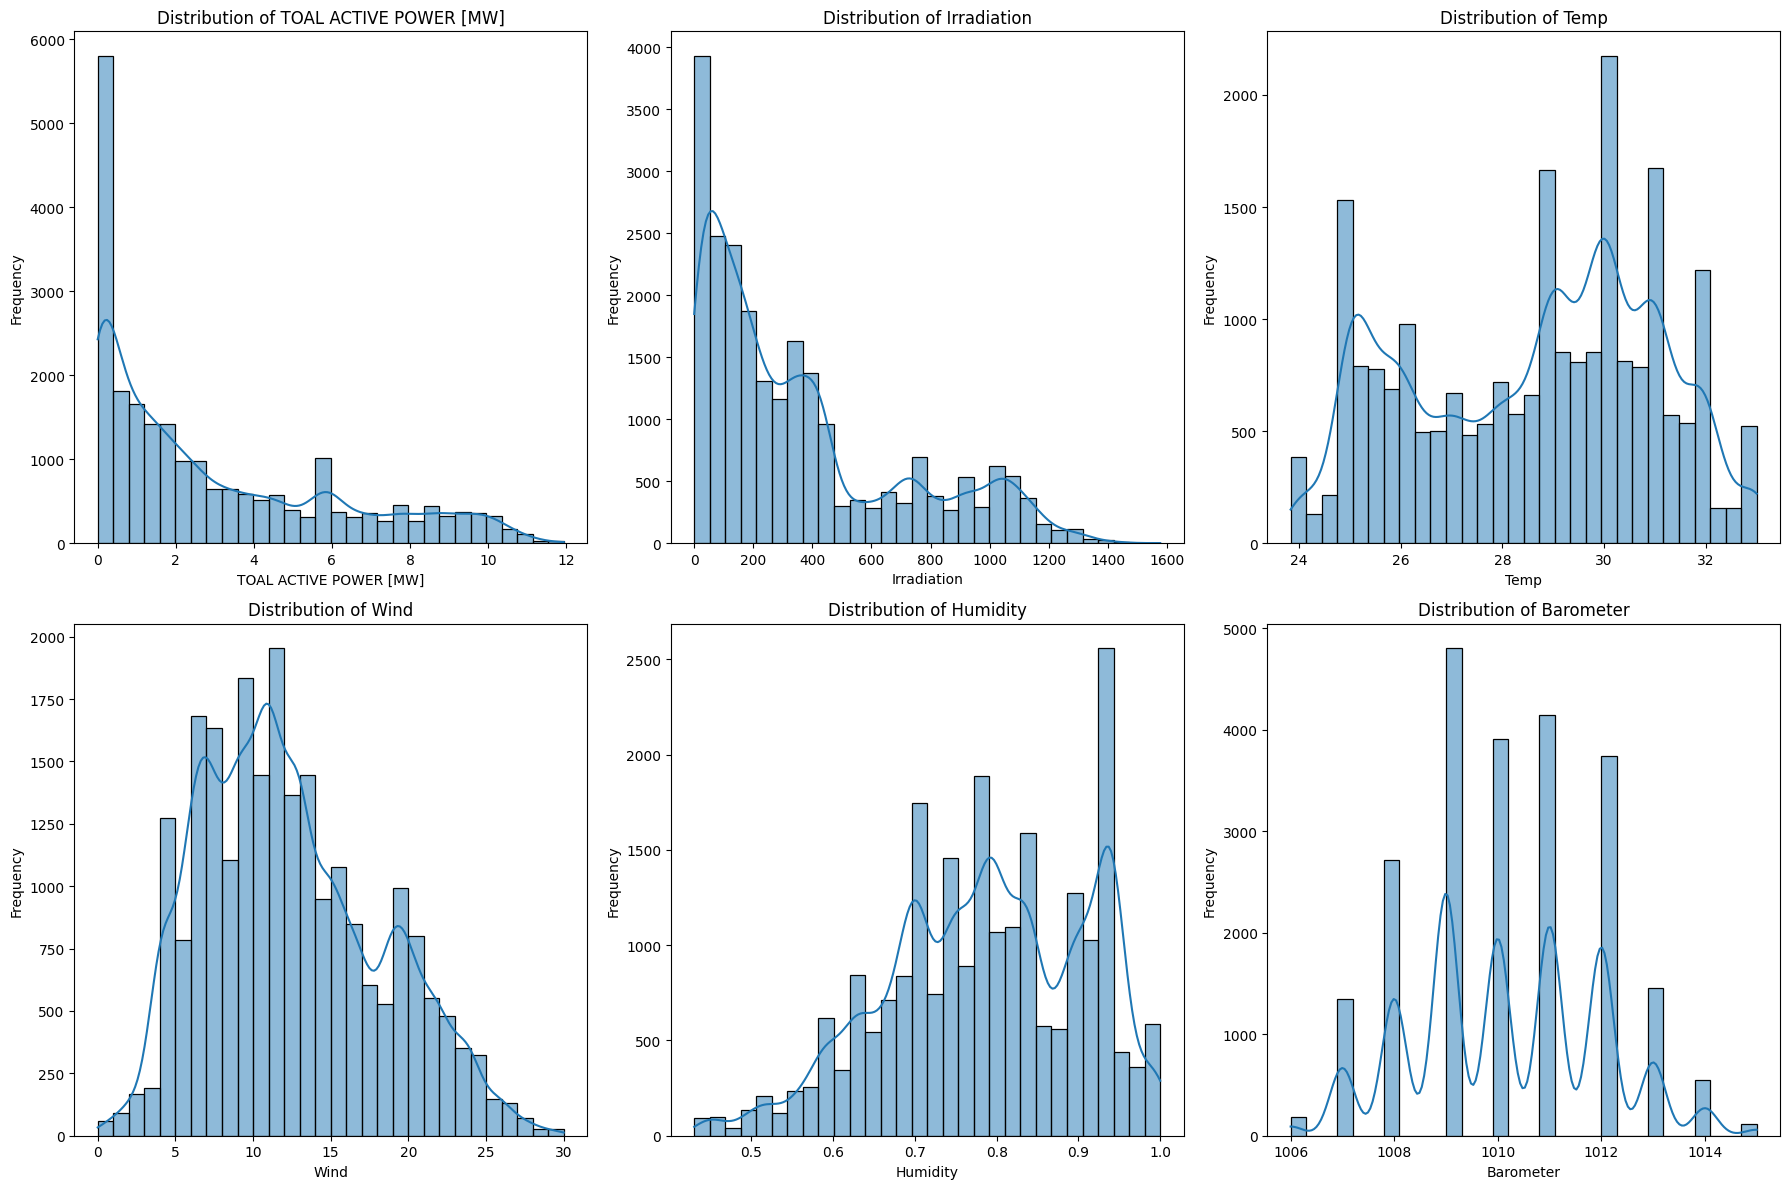 Distribution of TOAL ACTIVE POWER [MW]
6000
5000
4000
3000
2000
1000
0
Frequency
0 2 4 6 8 10 12
TOAL ACTIVE POWER [MW]
Distribution of Irradiation
4000
3500
3000
2500
2000
1500
1000
500
0
Frequency
0 200 400 600 800 1000 1200 1400 1600
Irradiation
Distribution of Temp
2000
1500
1000
500
0
Frequency
24 26 28 30 32
Temp
Distribution of Wind
2000
1750
1500
1250
1000
750
500
250
0
Frequency
0 5 10 15 20 25 30
Wind
Distribution of Humidity
2500
2000
1500
1000
500
0
Frequency
0.5 0.6 0.7 0.8 0.9 1.0
Humidity
Distribution of Barometer
5000
4000
3000
2000
1000
0
Frequency
1006 1008 1010 1012 1014
Barometer